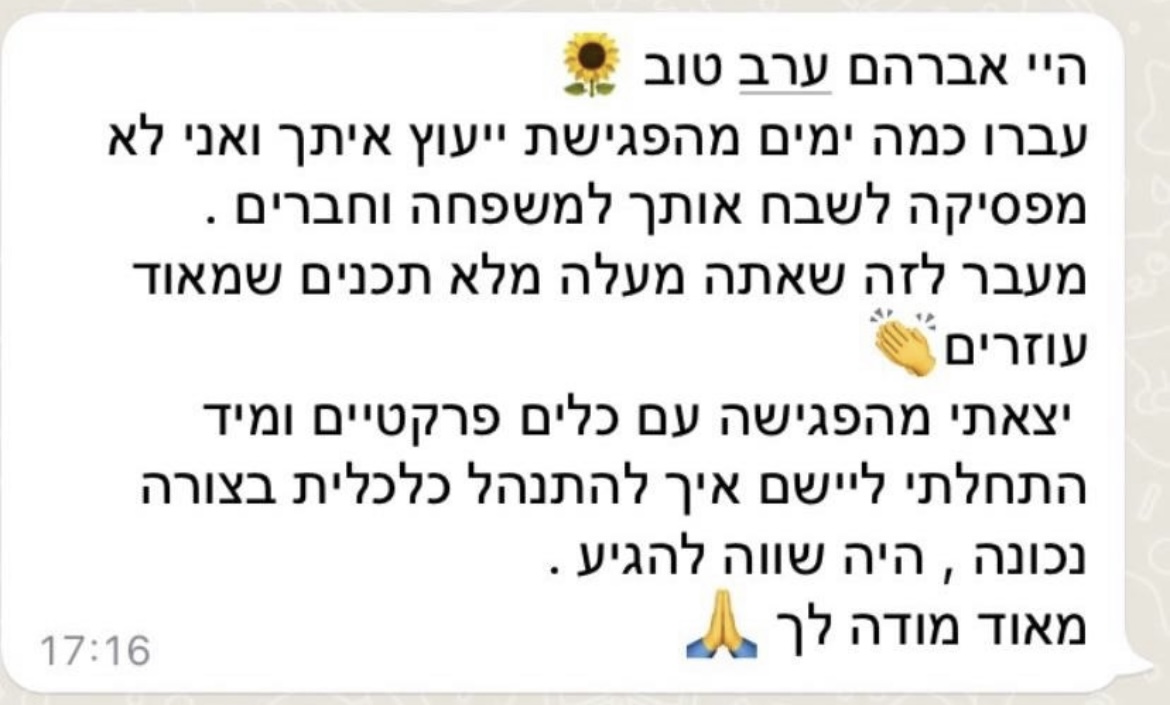 היי אברהם ערב טוב 🌻
עברו כמה ימים מהפגישת ייעוץ איתך ואני לא
מפסיקה לשבח אותך למשפחה וחברים .
מעבר לזה שאתה מעלה מלא תכנים שמאוד
עוזרים👏
יצאתי מהפגישה עם כלים פרקטיים ומיד
התחלתי ליישם איך להתנהל כלכלית בצורה
נכונה , היה שווה להגיע .
מאוד מודה לך 🙏
17:16